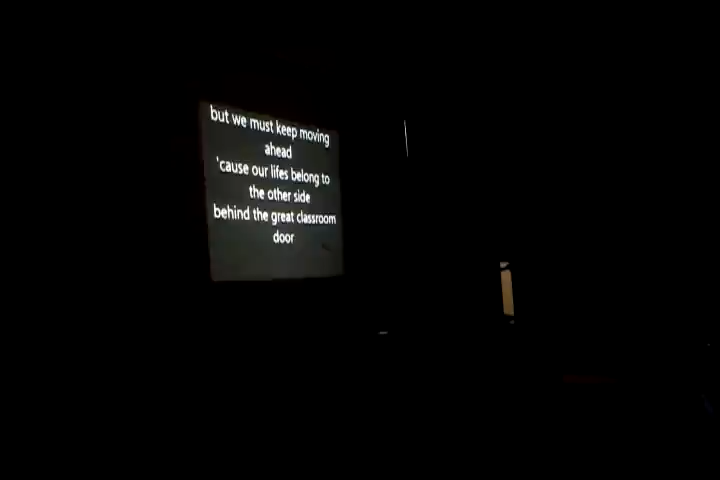 but we must keep moving
ahead
'cause our lifes belong to
the other side
behind the great classroom
door